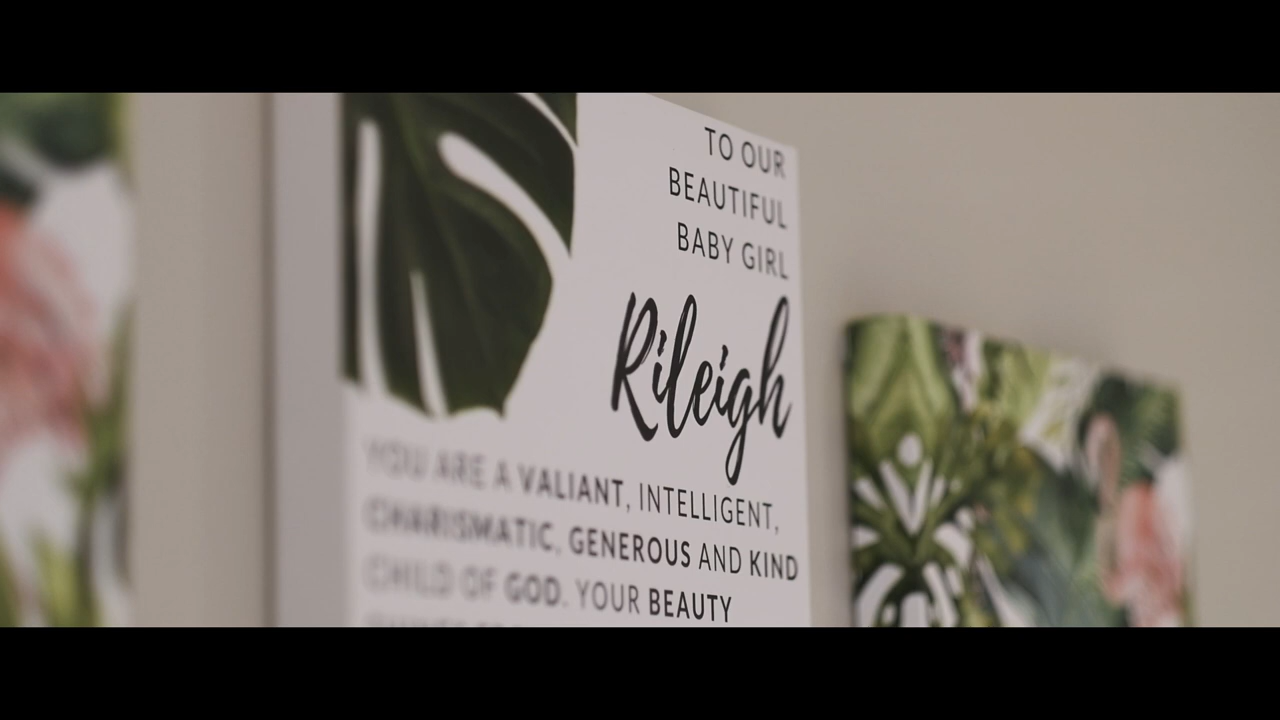 TO OUR
BEAUTIFUL
BABY GIRL
Rileigh
YOU ARE A VALIANT, INTELLIGENT,
CHARISMATIC, GENEROUS AND KIND
CHILD OF GOD. YOUR BEAUTY